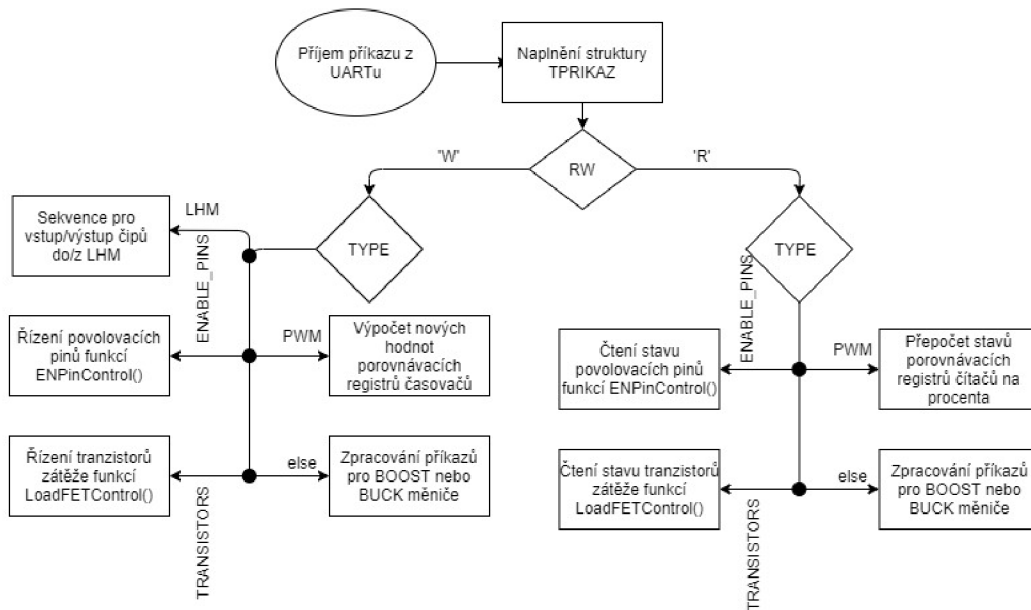 Příjem příkazu z
UARTu
Naplnění struktury
TPRIKAZ
'W'
RW
'R'
LHM
Sekvence pro
vstup/výstup čipů
do/z LHM
TYPE
TYPE
ENABLE_PINS
ENABLE_PINS
Řízení povolovacích
pinů funkcí
ENPinControl()
PWM
Výpočet nových
hodnot
porovnávacích
registrů časovačů
Čtení stavu
povolovacích pinů
funkcí ENPinControl()
PWM
Přepočet stavů
porovnávacích
registrů čítačů na
procenta
Řízení tranzistorů
zátěže funkcí
LoadFETControl()
else
Zpracování příkazů
pro BOOST nebo
BUCK měniče
Čtení stavu tranzistorů
zátěže funkcí
LoadFETControl()
else
Zpracování příkazů
pro BOOST nebo
BUCK měniče
TRANSISTORS
TRANSISTORS